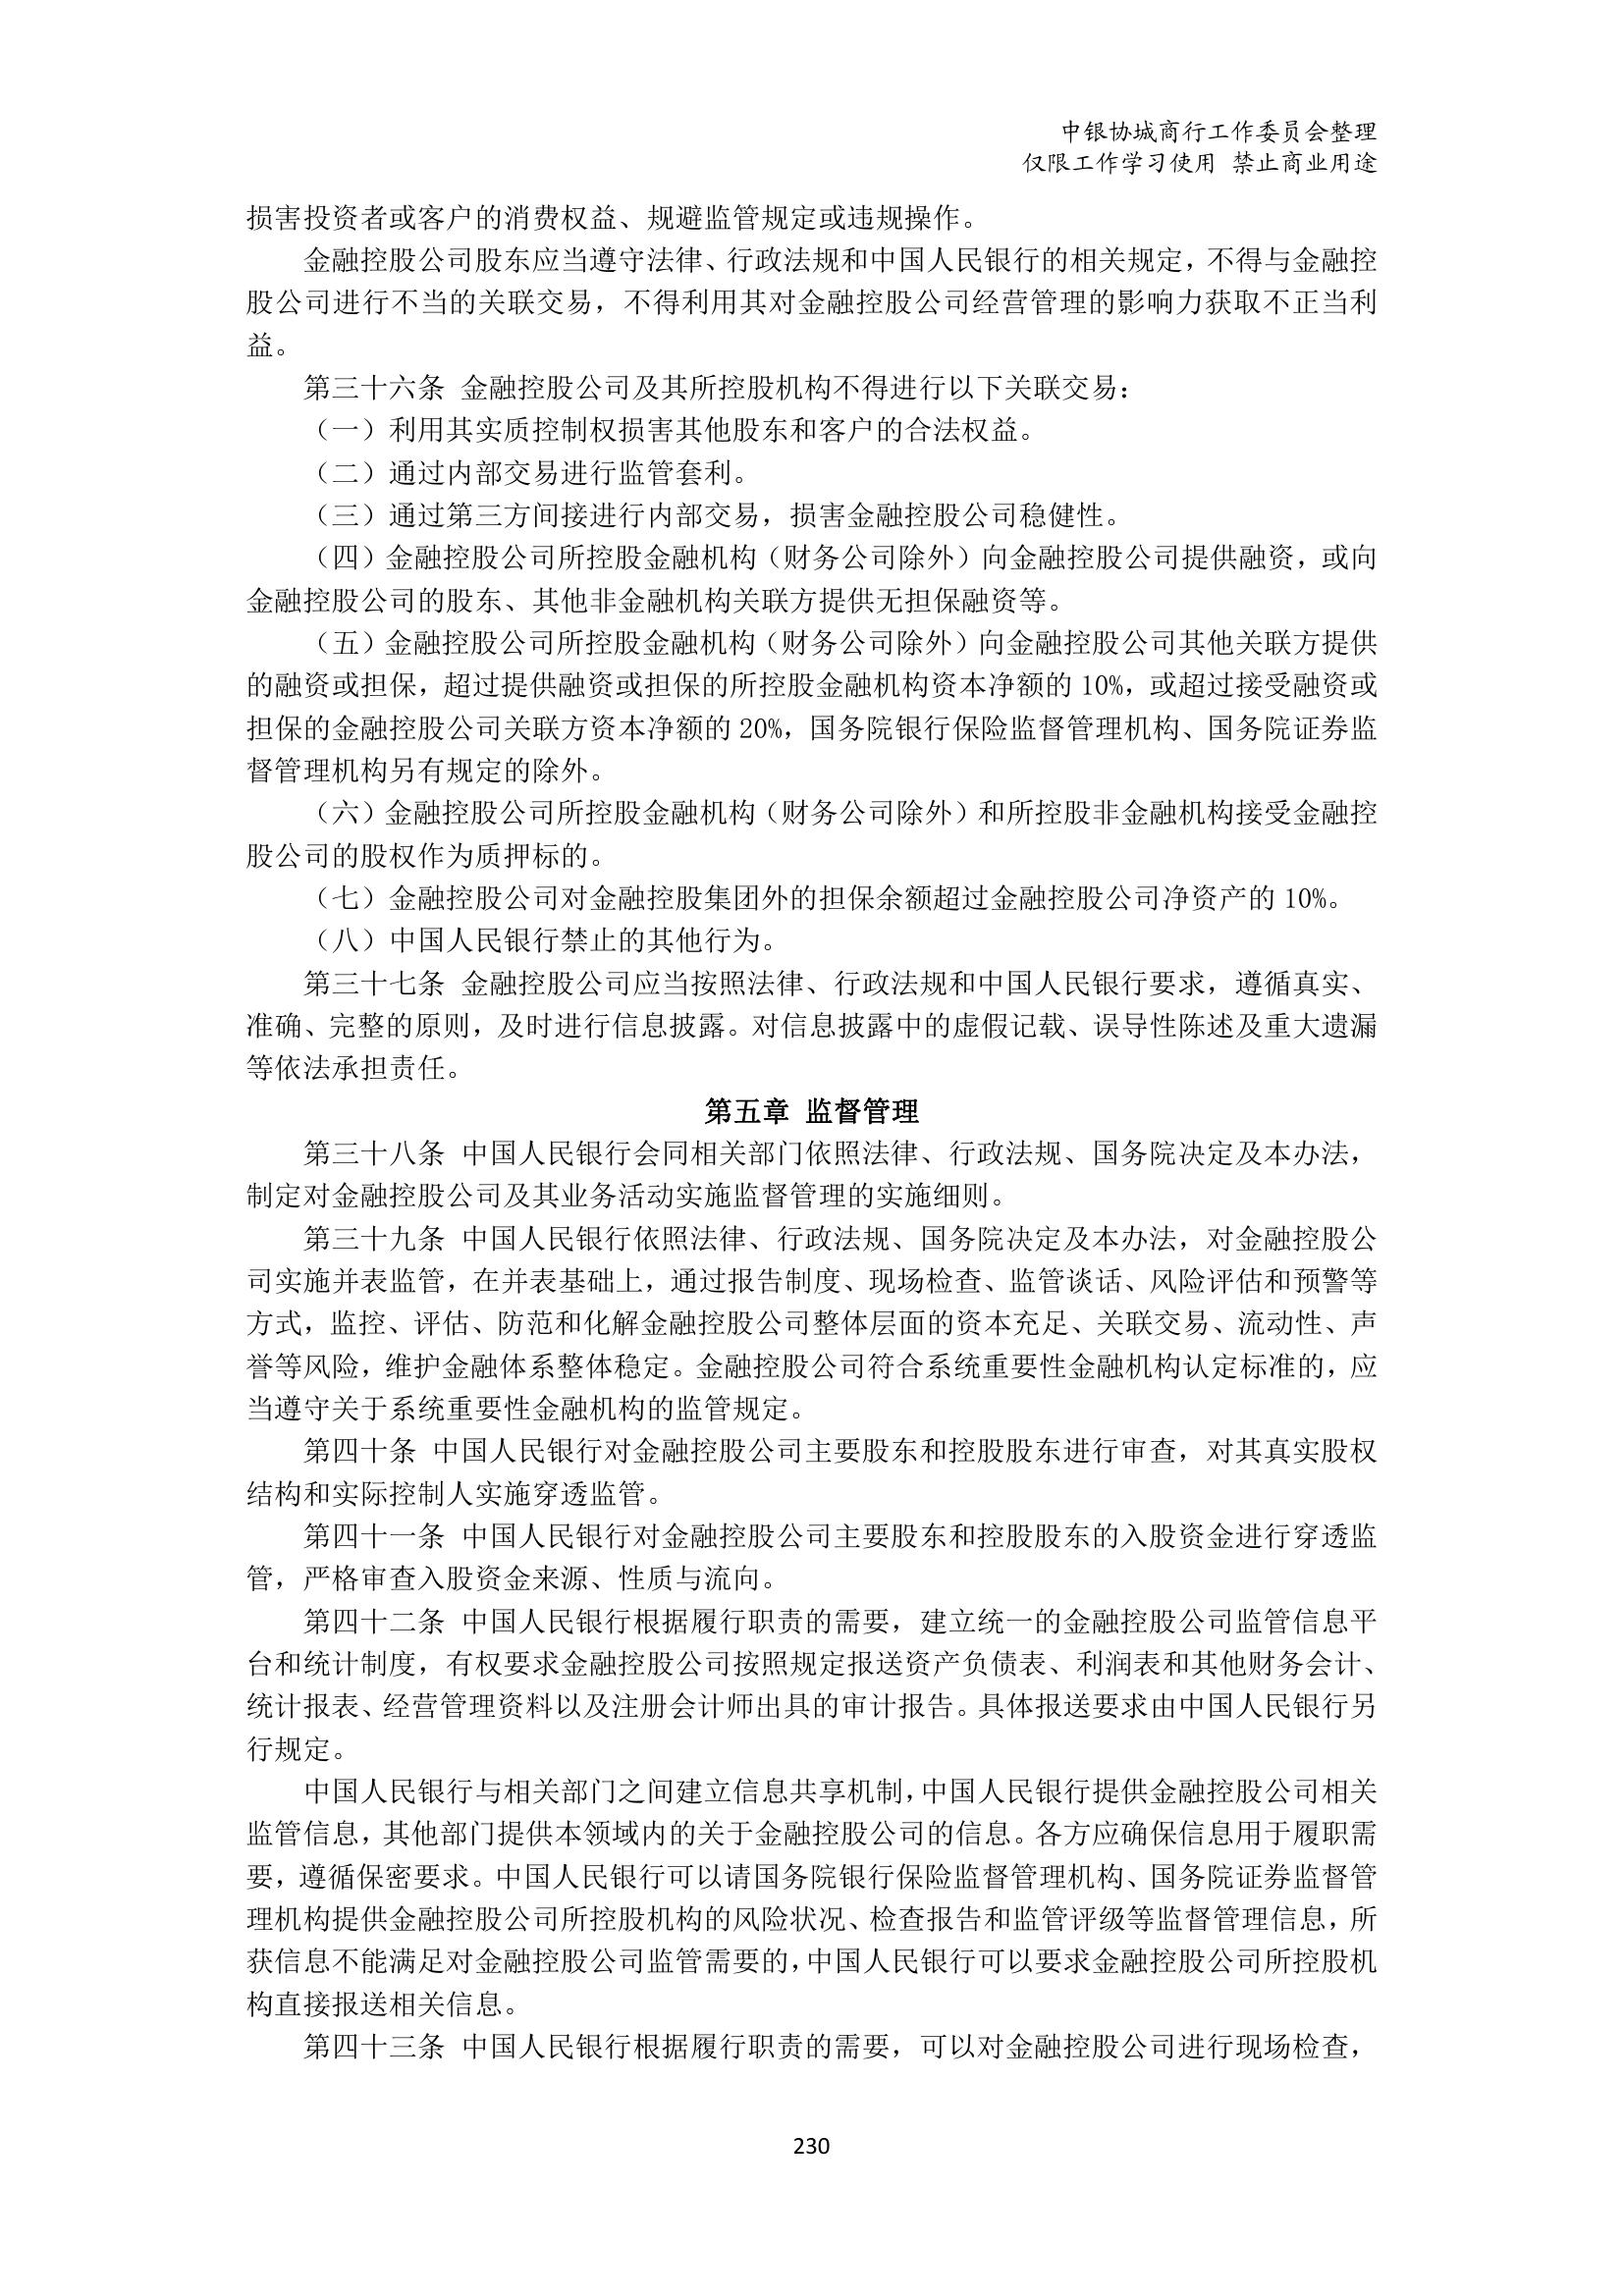 中银协城商行工作委员会整理
仅限工作学习使用 禁止商业用途
损害投资者或客户的消费权益、规避监管规定或违规操作。
金融控股公司股东应当遵守法律、行政法规和中国人民银行的相关规定，不得与金融控
股公司进行不当的关联交易，不得利用其对金融控股公司经营管理的影响力获取不正当利
益。
第三十六条 金融控股公司及其所控股机构不得进行以下关联交易：
（一）利用其实质控制权损害其他股东和客户的合法权益。
（二）通过内部交易进行监管套利。
（三）通过第三方间接进行内部交易，损害金融控股公司稳健性。
（四）金融控股公司所控股金融机构（财务公司除外）向金融控股公司提供融资，或向
金融控股公司的股东、其他非金融机构关联方提供无担保融资等。
（五）金融控股公司所控股金融机构（财务公司除外）向金融控股公司其他关联方提供
的融资或担保，超过提供融资或担保的所控股金融机构资本净额的 10%，或超过接受融资或
担保的金融控股公司关联方资本净额的 20%，国务院银行保险监督管理机构、国务院证券监
督管理机构另有规定的除外。
（六）金融控股公司所控股金融机构（财务公司除外）和所控股非金融机构接受金融控
股公司的股权作为质押标的。
（七）金融控股公司对金融控股集团外的担保余额超过金融控股公司净资产的 10%。
（八）中国人民银行禁止的其他行为。
第三十七条 金融控股公司应当按照法律、行政法规和中国人民银行要求，遵循真实、
准确、完整的原则，及时进行信息披露。对信息披露中的虚假记载、误导性陈述及重大遗漏
等依法承担责任。
第五章 监督管理
第三十八条 中国人民银行会同相关部门依照法律、行政法规、国务院决定及本办法，
制定对金融控股公司及其业务活动实施监督管理的实施细则。
第三十九条 中国人民银行依照法律、行政法规、国务院决定及本办法，对金融控股公
司实施并表监管，在并表基础上，通过报告制度、现场检查、监管谈话、风险评估和预警等
方式，监控、评估、防范和化解金融控股公司整体层面的资本充足、关联交易、流动性、声
誉等风险，维护金融体系整体稳定。金融控股公司符合系统重要性金融机构认定标准的，应
当遵守关于系统重要性金融机构的监管规定。
第四十条 中国人民银行对金融控股公司主要股东和控股股东进行审查，对其真实股权
结构和实际控制人实施穿透监管。
第四十一条 中国人民银行对金融控股公司主要股东和控股股东的入股资金进行穿透监
管，严格审查入股资金来源、性质与流向。
第四十二条 中国人民银行根据履行职责的需要，建立统一的金融控股公司监管信息平
台和统计制度，有权要求金融控股公司按照规定报送资产负债表、利润表和其他财务会计、
统计报表、经营管理资料以及注册会计师出具的审计报告。具体报送要求由中国人民银行另
行规定。
中国人民银行与相关部门之间建立信息共享机制，中国人民银行提供金融控股公司相关
监管信息，其他部门提供本领域内的关于金融控股公司的信息。各方应确保信息用于履职需
要，遵循保密要求。中国人民银行可以请国务院银行保险监督管理机构、国务院证券监督管
理机构提供金融控股公司所控股机构的风险状况、检查报告和监管评级等监督管理信息，所
获信息不能满足对金融控股公司监管需要的，中国人民银行可以要求金融控股公司所控股机
构直接报送相关信息。
第四十三条 中国人民银行根据履行职责的需要，可以对金融控股公司进行现场检查，
230